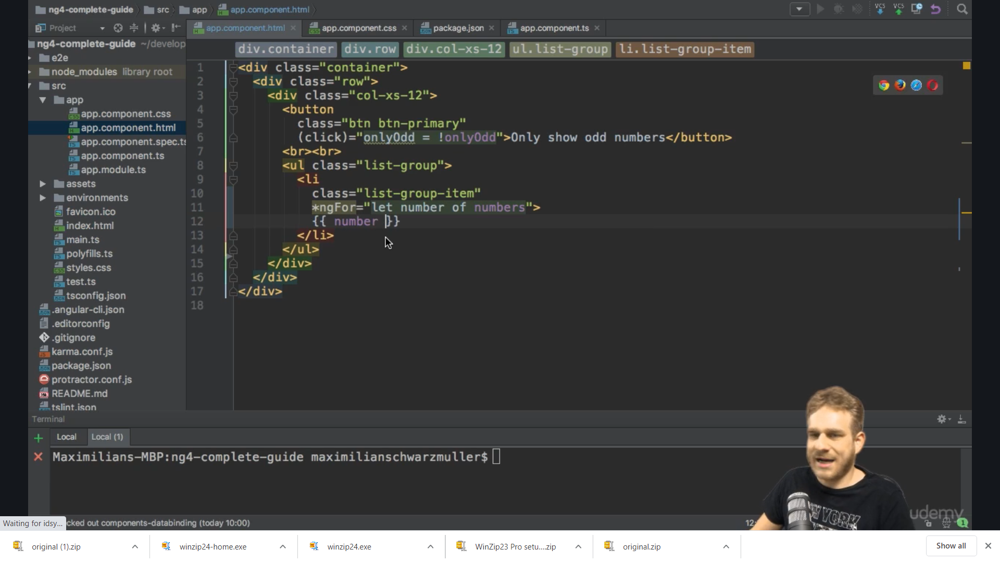 ng4-complete-guide src app app.component.html
VCS VCS
Project app.component.html app.component.css package.json app.component.ts
ng4-complete-guide ~/develop
div.container div.row div.col-xs-12 ul.list-group li.list-group-item
e2e
node_modules library root
src
app
app.component.css
app.component.html
app.component.spec.ts
app.component.ts
app.module.ts
assets
environments
favicon.ico
index.html
main.ts
polyfills.ts
styles.css
test.ts
tsconfig.json
.angular-cli.json
.editorconfig
.gitignore
karma.conf.js
package.json
protractor.conf.js
README.md
tslint.json
1 <div class="container">
2 <div class="row">
3 <div class="col-xs-12">
4 <button
5 class="btn btn-primary"
6 (click)="onlyOdd = !onlyOdd">Only show odd numbers</button>
7 <br><br>
8 <ul class="list-group">
9 <li
10 class="list-group-item"
11 *ngFor="let number of numbers">
12 {{ number }}
13 </li>
14 </ul>
15 </div>
16 </div>
17 </div>
18
Terminal
Local Local (1)
Maximilians-MBP:ng4-complete-guide maximilianschwarzmuller$
NEW YORK
udemy
Waiting for idsy... cked out components-databinding (today 10:00) 12: 1
original (1).zip winzip24-home.exe winzip24.exe WinZip23 Pro setu....zip original.zip Show all